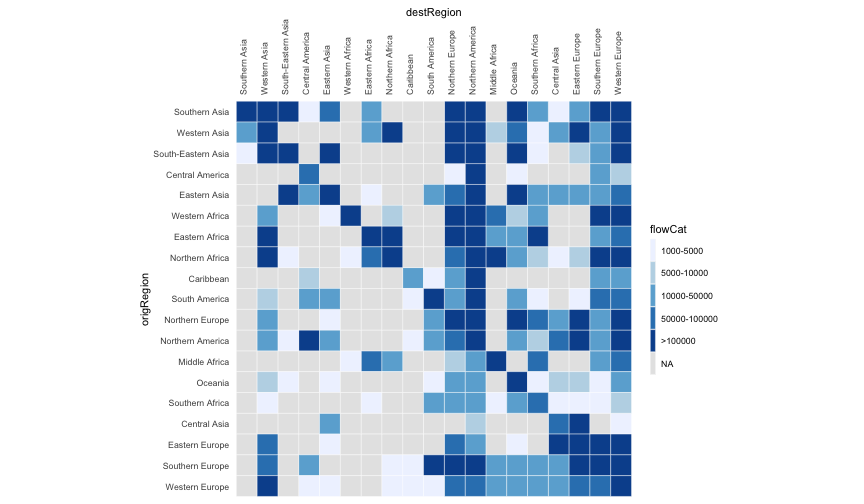 destRegion
Southern Asia
Western Asia
South-Eastern Asia
Central America
Eastern Asia
Western Africa
Eastern Africa
Northern Africa
Caribbean
South America
Northern Europe
Northern America
Middle Africa
Oceania
Southern Africa
Central Asia
Eastern Europe
Southern Europe
Western Europe
origRegion
Southern Asia
Western Asia
South-Eastern Asia
Central America
Eastern Asia
Western Africa
Eastern Africa
Northern Africa
Caribbean
South America
Northern Europe
Northern America
Middle Africa
Oceania
Southern Africa
Central Asia
Eastern Europe
Southern Europe
Western Europe
flowCat
1000-5000
5000-10000
10000-50000
50000-100000
>100000
NA